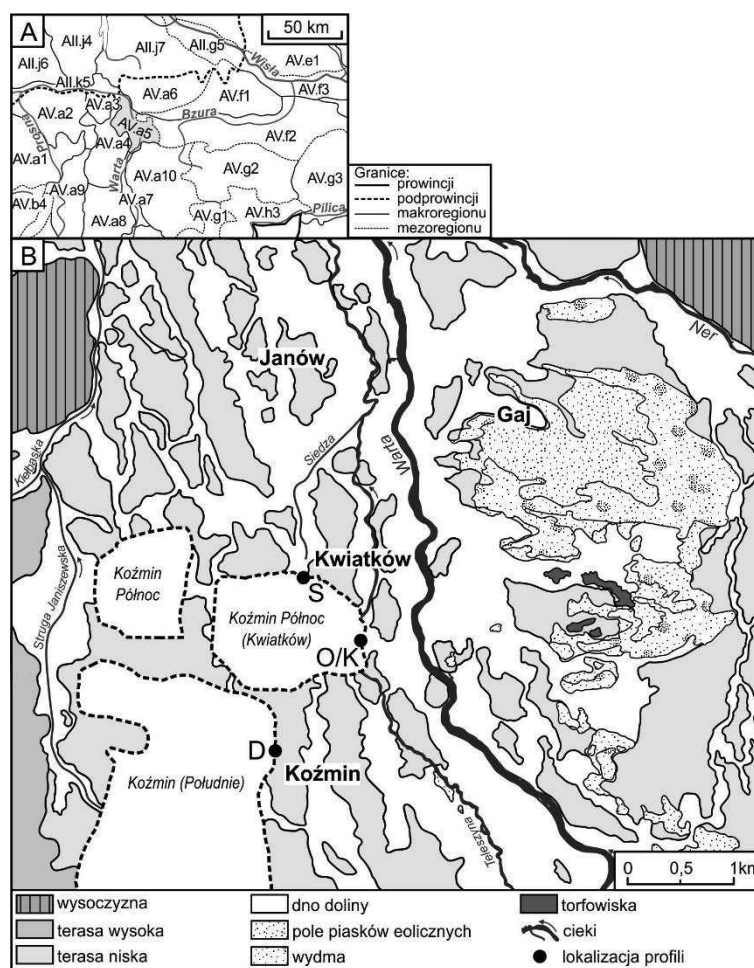 A
50 km
AII.j4
AII.j7
AII.g5
AII.j6
AV.e1
AII.k5
Wisła
AV.a3
AV.a6
AV.f1
AV.f3
AV.a2
Bzura
AV.a5
Prosna
AV.a4
AV.f2
AV.a1
Warta
AV.g2
AV.a9
AV.a10
AV.g3
AV.b4
AV.a7
AV.a8
AV.g1
AV.h3
Pilica
Granice:
prowincji
podprowincji
makroregionu
mezoregionu
B
Ner
Janów
Gaj
Kiełbaska
Siedza
Warta
Struga Janiszewska
Koźmin
Północ
Kwiatków
S
Koźmin Północ
(Kwiatków)
O/K
D
Koźmin
Koźmin (Południe)
Teleszyna
0 0,5 1km
wysoczyzna
dno doliny
torfowiska
terasa wysoka
pole piasków eolicznych
cieki
terasa niska
wydma
lokalizacja profili